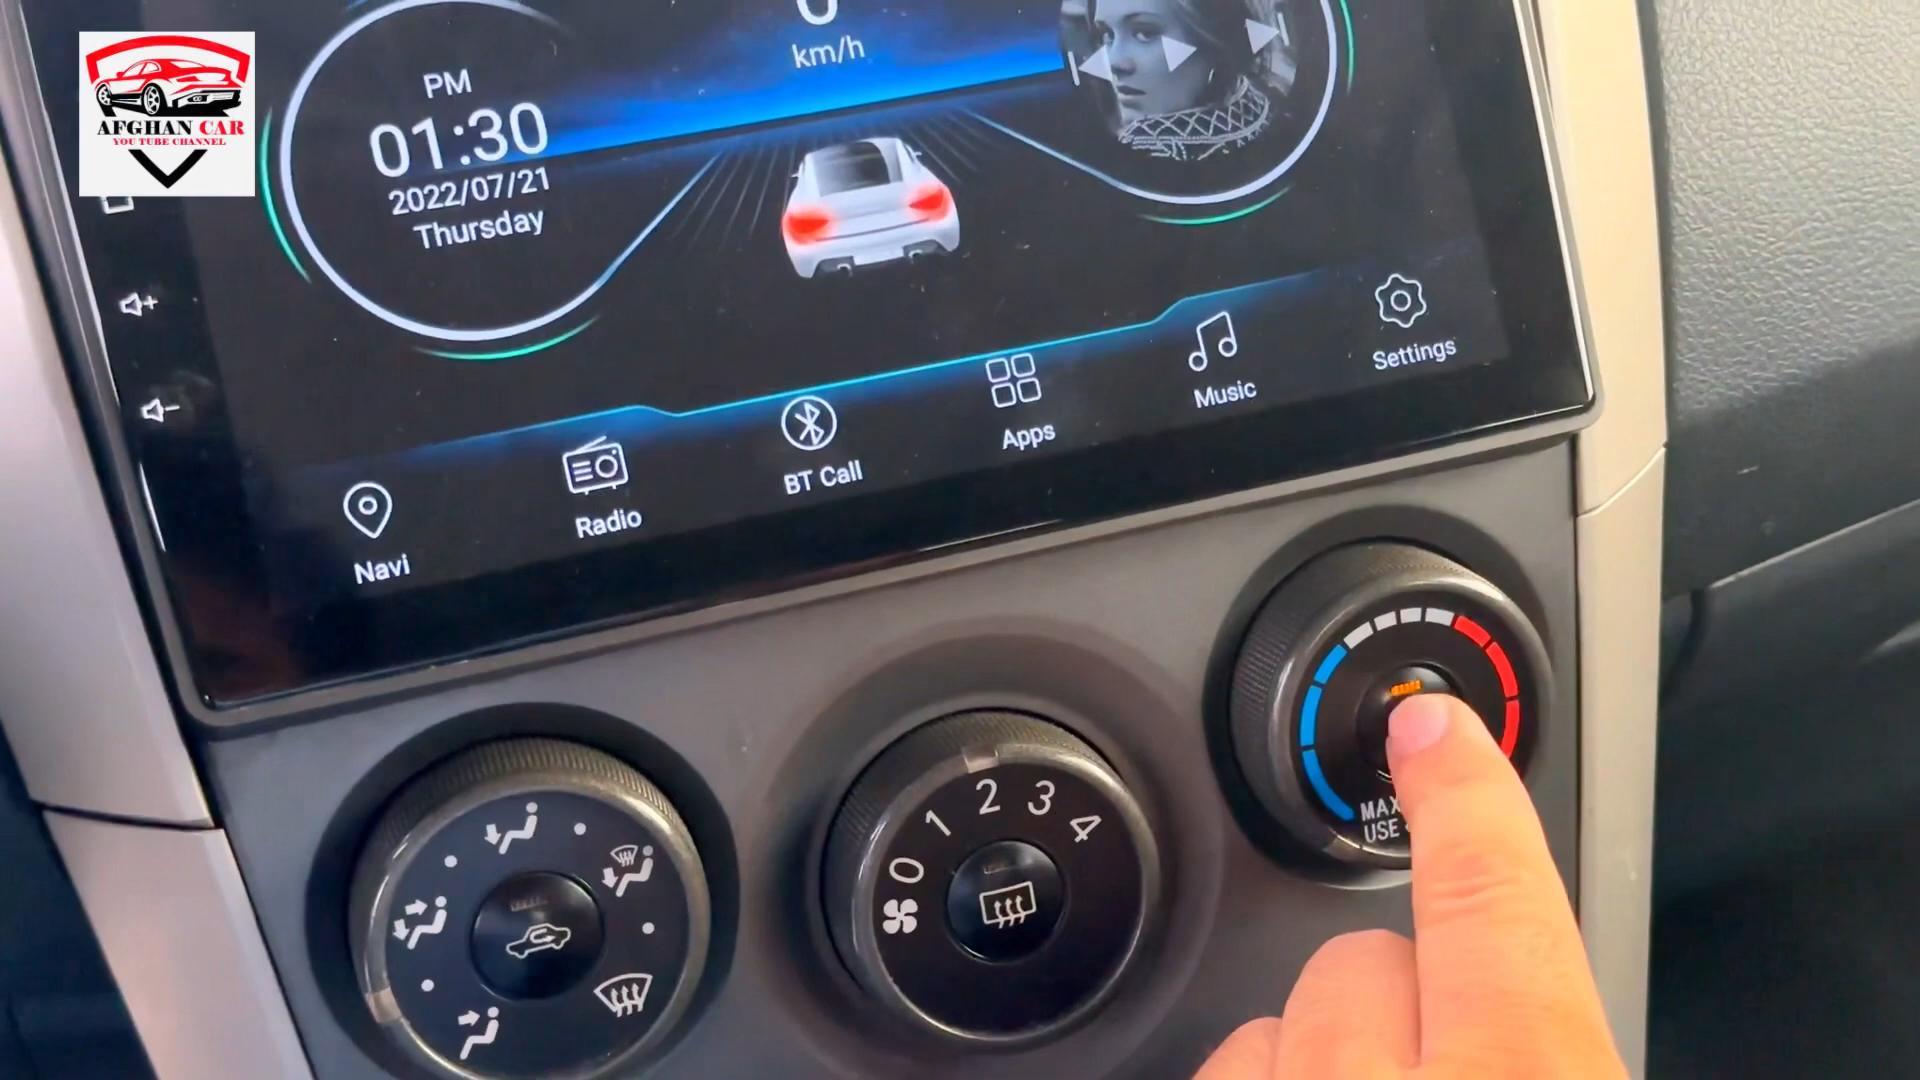 AFGHAN CAR
YOU TUBE CHANNEL
PM
01:30
2022/07/21
Thursday
km/h
Navi
Radio
BT Call
Apps
Music
Settings
0 1 2 3 4
MAX
USE